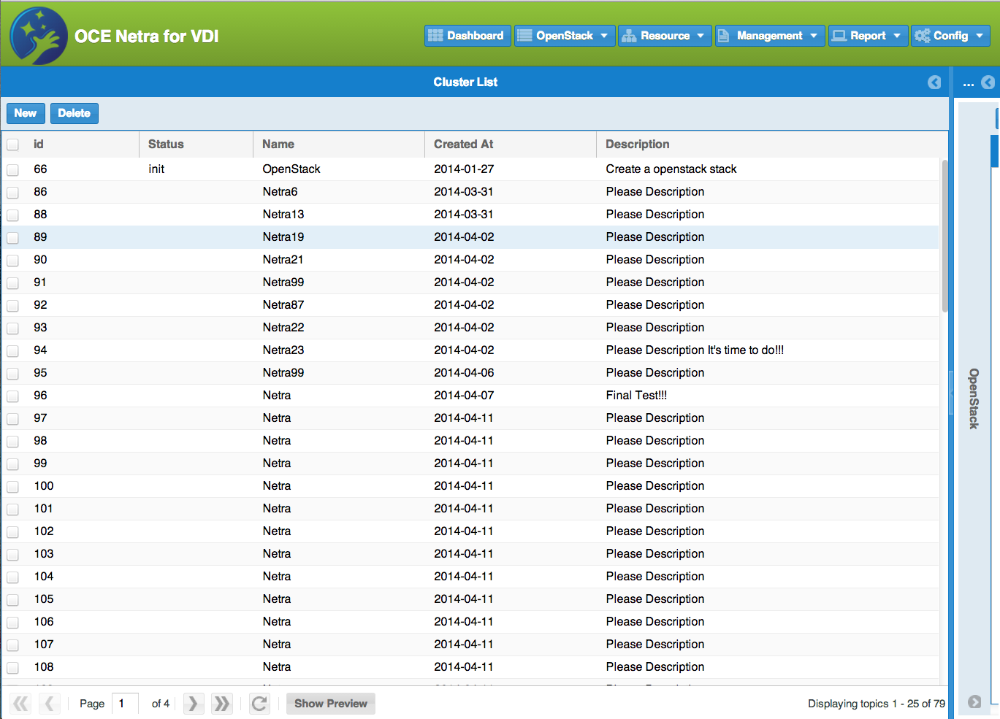 OCE Netra for VDI
Dashboard OpenStack Resource Management Report Config
Cluster List ...
New Delete
id Status Name Created At Description
66 init OpenStack 2014-01-27 Create a openstack stack
86 Netra6 2014-03-31 Please Description
88 Netra13 2014-03-31 Please Description
89 Netra19 2014-04-02 Please Description
90 Netra21 2014-04-02 Please Description
91 Netra99 2014-04-02 Please Description
92 Netra87 2014-04-02 Please Description
93 Netra22 2014-04-02 Please Description
94 Netra23 2014-04-02 Please Description It's time to do!!!
95 Netra99 2014-04-06 Please Description
96 Netra 2014-04-07 Final Test!!!
97 Netra 2014-04-11 Please Description
98 Netra 2014-04-11 Please Description
99 Netra 2014-04-11 Please Description
100 Netra 2014-04-11 Please Description
101 Netra 2014-04-11 Please Description
102 Netra 2014-04-11 Please Description
103 Netra 2014-04-11 Please Description
104 Netra 2014-04-11 Please Description
105 Netra 2014-04-11 Please Description
106 Netra 2014-04-11 Please Description
107 Netra 2014-04-11 Please Description
108 Netra 2014-04-11 Please Description
Page 1 of 4 Show Preview Displaying topics 1 - 25 of 79
OpenStack